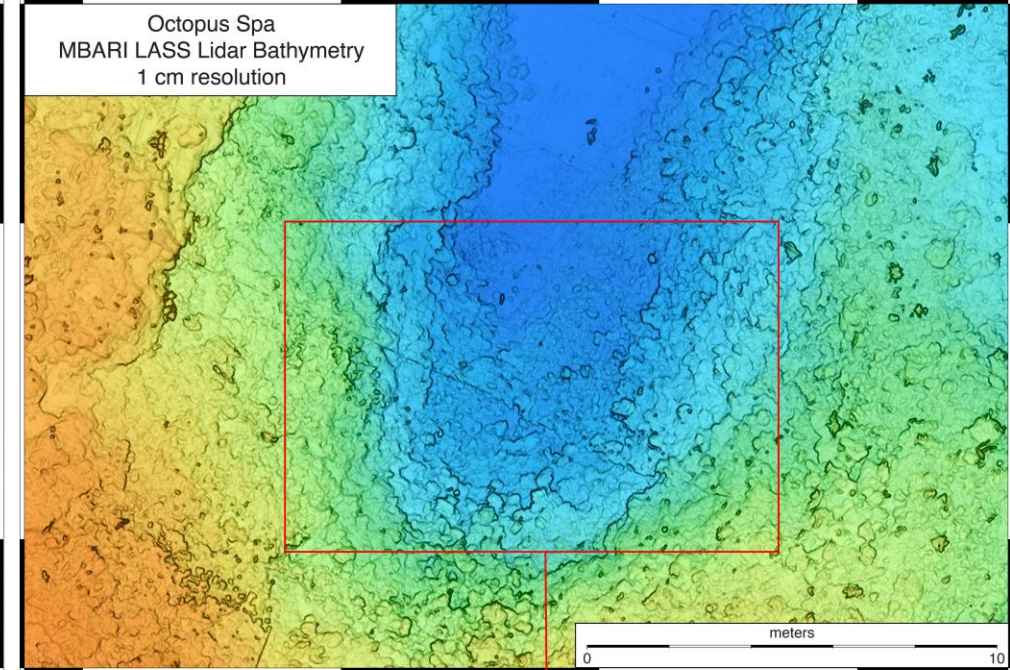 Octopus Spa
MBARI LASS Lidar Bathymetry
1 cm resolution
meters
0 10